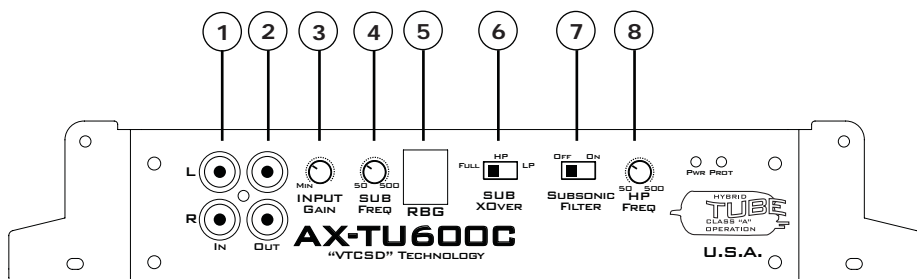 1 2 3 4 5 6 7 8
L
R
IN
OUT
MIN
INPUT
GAIN
50 500
SUB
FREQ
RBG
FULL HP LP
SUB
XOVER
OFF ON
SUBSONIC
FILTER
50 500
HP
FREQ
PWR PROT
HYBRID
TUBE
CLASS "A"
OPERATION
U.S.A.
AX-TU600C
"VTCSD" TECHNOLOGY